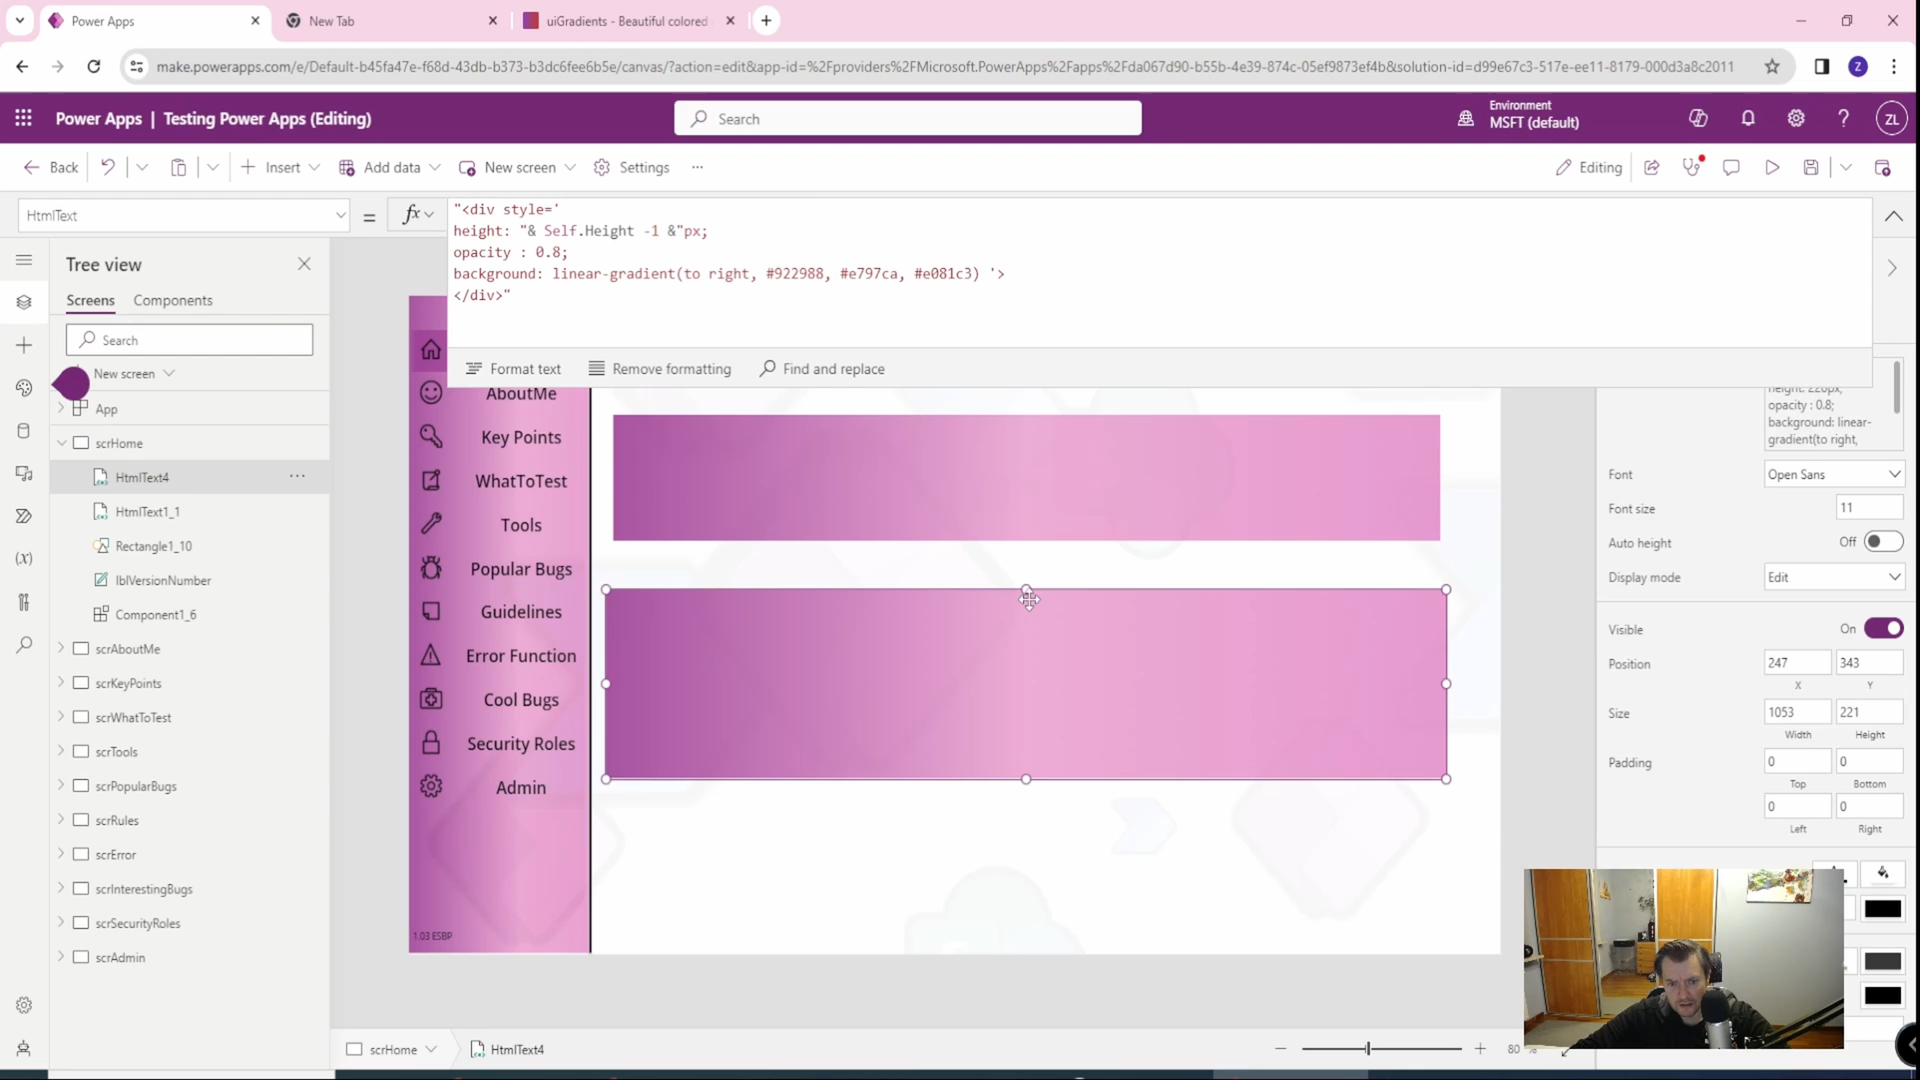 Power Apps
New Tab
uiGradients - Beautiful colored
make.powerapps.com/e/Default-b45fa47e-f68d-43db-b373-b3dc6fee6b5e/canvas/?action=edit&app-id=%2Fproviders%2FMicrosoft.PowerApps%2Fapps%2Fda067d90-b55b-4e39-874c-05ef9873ef4b&solution-id=d99e67c3-517e-ee11-8179-000d3a8c2011
Z
Power Apps | Testing Power Apps (Editing)
Search
Environment
MSFT (default)
ZL
Back
Insert
Add data
New screen
Settings
Editing
HtmlText
=
fx
"<div style='
height: "& Self.Height -1 &"px;
opacity : 0.8;
background: linear-gradient(to right, #922988, #e797ca, #e081c3) '>
</div>"
Format text
Remove formatting
Find and replace
Tree view
Screens
Components
Search
New screen
App
scrHome
HtmlText4
HtmlText1_1
Rectangle1_10
lblVersionNumber
Component1_6
scrAboutMe
scrKeyPoints
scrWhatToTest
scrTools
scrPopularBugs
scrRules
scrError
scrInterestingBugs
scrSecurityRoles
scrAdmin
AboutMe
Key Points
WhatToTest
Tools
Popular Bugs
Guidelines
Error Function
Cool Bugs
Security Roles
Admin
1.03 ESBP
height: 220px;
opacity : 0.8;
background: linear-
gradient(to right,
Font
Open Sans
Font size
11
Auto height
Off
Display mode
Edit
Visible
On
Position
247
343
X
Y
Size
1053
221
Width
Height
Padding
0
0
Top
Bottom
0
0
Left
Right
scrHome
HtmlText4
80 %